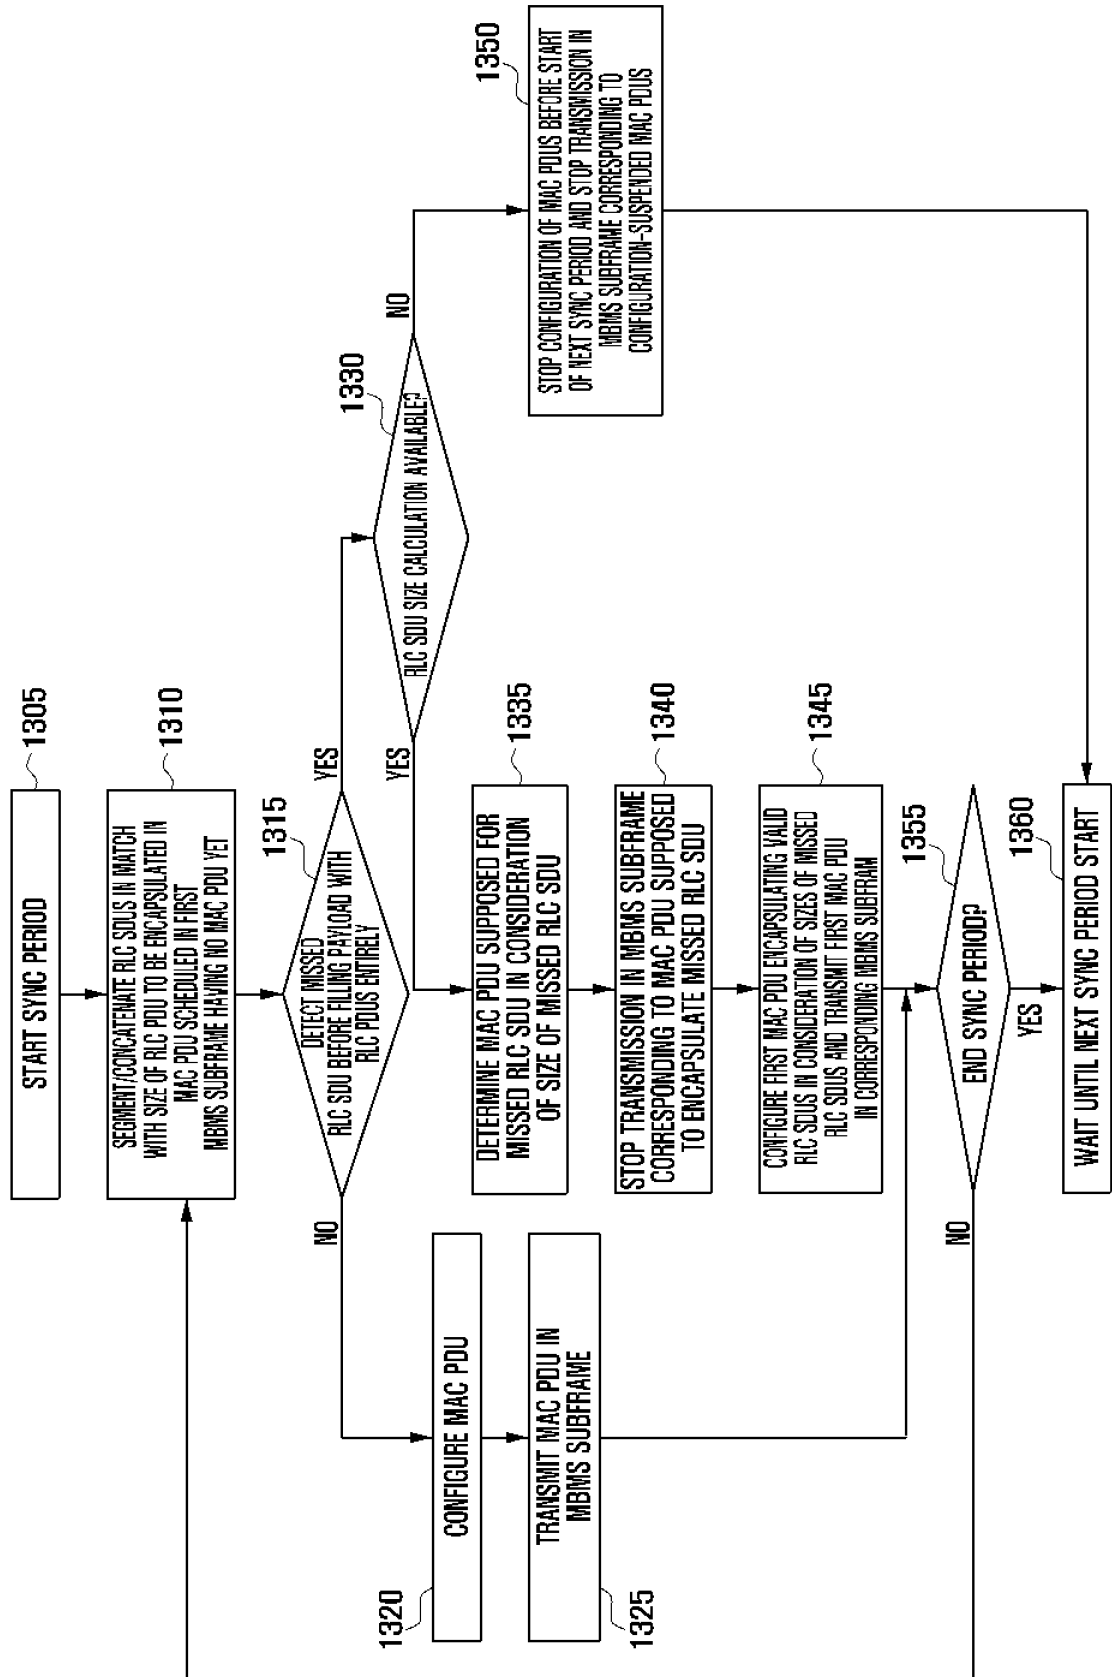 1305
START SYNC PERIOD
1310
SEGMENT/CONCATENATE RLC SDUS IN MATCH
WITH SIZE OF RLC PDU TO BE ENCAPSULATED IN
MAC PDU SCHEDULED IN FIRST
MBMS SUBFRAME HAVING NO MAC PDU YET
1315
DETECT MISSED
RLC SDU BEFORE FILLING PAYLOAD WITH
RLC PDUS ENTIRELY
NO
YES
1320
CONFIGURE MAC PDU
1325
TRANSMIT MAC PDU IN
MBMS SUBFRAME
1330
RLC SDU SIZE CALCULATION AVAILABLE?
YES
NO
1335
DETERMINE MAC PDU SUPPOSED FOR
MISSED RLC SDU IN CONSIDERATION
OF SIZE OF MISSED RLC SDU
1340
STOP TRANSMISSION IN MBMS SUBFRAME
CORRESPONDING TO MAC PDU SUPPOSED
TO ENCAPSULATE MISSED RLC SDU
1345
CONFIGURE FIRST MAC PDU ENCAPSULATING VALID
RLC SDUS IN CONSIDERATION OF SIZES OF MISSED
RLC SDUS AND TRANSMIT FIRST MAC PDU
IN CORRESPONDING MBMS SUBFRAM
1350
STOP CONFIGURATION OF MAC PDUS BEFORE START
OF NEXT SYNC PERIOD AND STOP TRANSMISSION IN
MBMS SUBFRAME CORRESPONDING TO
CONFIGURATION-SUSPENDED MAC PDUS
1355
END SYNC PERIOD?
NO
YES
1360
WAIT UNTIL NEXT SYNC PERIOD START